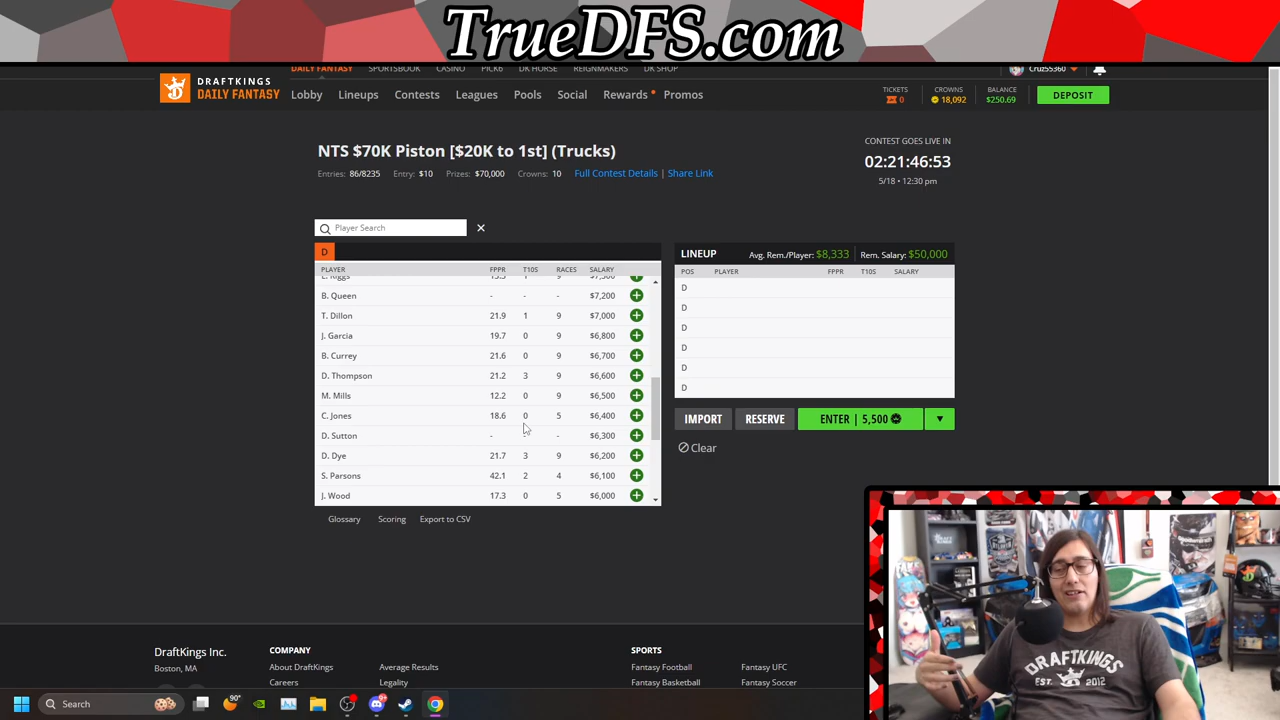 TrueDFS.com
DAILY FANTASY SPORTSBOOK CASINO PICK6 DK HORSE REIGNMAKERS DK SHOP Cruz55360
DRAFTKINGS
DAILY FANTASY
Lobby Lineups Contests Leagues Pools Social Rewards Promos
TICKETS CROWNS BALANCE
0 18,092 $250.69
DEPOSIT
NTS $70K Piston [$20K to 1st] (Trucks)
Entries: 86/8235 Entry: $10 Prizes: $70,000 Crowns: 10 Full Contest Details | Share Link
CONTEST GOES LIVE IN
02:21:46:53
5/18 • 12:30 pm
Player Search
D
PLAYER FPPR T10S RACES SALARY
B. Queen - - - $7,200
T. Dillon 21.9 1 9 $7,000
J. Garcia 19.7 0 9 $6,800
B. Currey 21.6 0 9 $6,700
D. Thompson 21.2 3 9 $6,600
M. Mills 12.2 0 9 $6,500
C. Jones 18.6 0 5 $6,400
D. Sutton - - - $6,300
D. Dye 21.7 3 9 $6,200
S. Parsons 42.1 2 4 $6,100
J. Wood 17.3 0 5 $6,000
Glossary Scoring Export to CSV
LINEUP Avg. Rem./Player: $8,333 Rem. Salary: $50,000
POS PLAYER FPPR T10S SALARY
D
D
D
D
D
D
IMPORT RESERVE ENTER | 5,500
Clear
DRAFTKINGS
EST. 2012
DraftKings Inc.
Boston, MA
COMPANY
About DraftKings Average Results
Careers Legality
SPORTS
Fantasy Football Fantasy UFC
Fantasy Basketball Fantasy Soccer
90°
Search